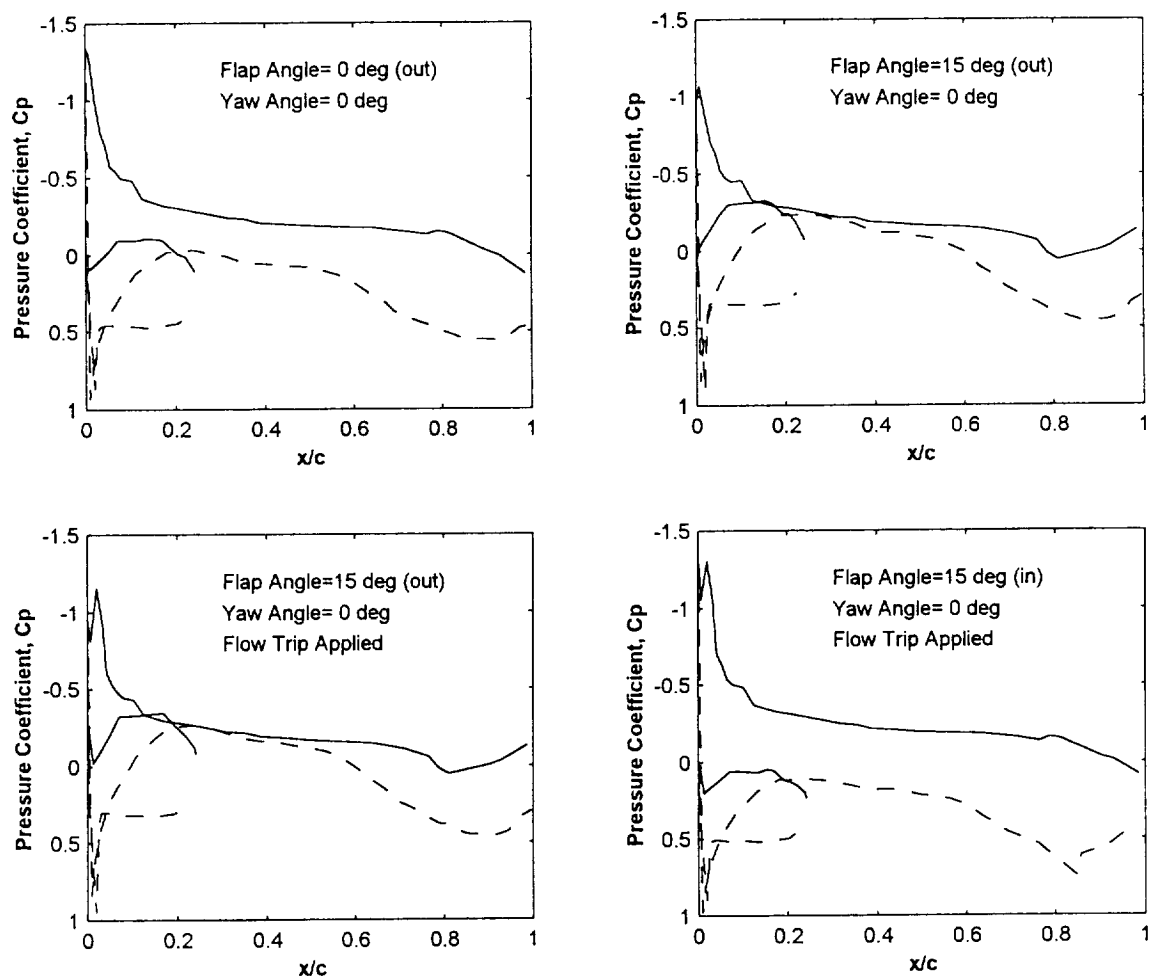 -1.5
-1
-0.5
0
0.5
1
Pressure Coefficient, Cp
Flap Angle= 0 deg (out)
Yaw Angle= 0 deg
0
0.2
0.4
0.6
0.8
1
x/c
-1.5
-1
-0.5
0
0.5
1
Pressure Coefficient, Cp
Flap Angle=15 deg (out)
Yaw Angle= 0 deg
0
0.2
0.4
0.6
0.8
1
x/c
-1.5
-1
-0.5
0
0.5
1
Pressure Coefficient, Cp
Flap Angle=15 deg (out)
Yaw Angle= 0 deg
Flow Trip Applied
0
0.2
0.4
0.6
0.8
1
x/c
-1.5
-1
-0.5
0
0.5
1
Pressure Coefficient, Cp
Flap Angle=15 deg (in)
Yaw Angle= 0 deg
Flow Trip Applied
0
0.2
0.4
0.6
0.8
1
x/c